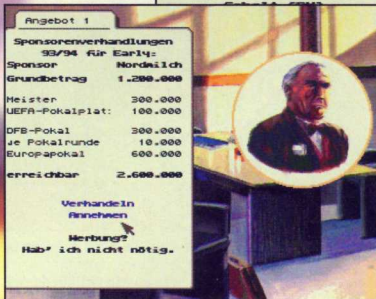 Angebot 1
Sponsorenverhandlungen
93/94 für Early:
Sponsor Nordmilch
Grundbetrag 1.200.000
Meister 300.000
UEFA-Pokalplat: 100.000
DFB-Pokal 300.000
je Pokalrunde 10.000
Europapokal 600.000
erreichbar 2.600.000
Verhandeln
Annehmen
Werbung?
Hab' ich nicht nötig.